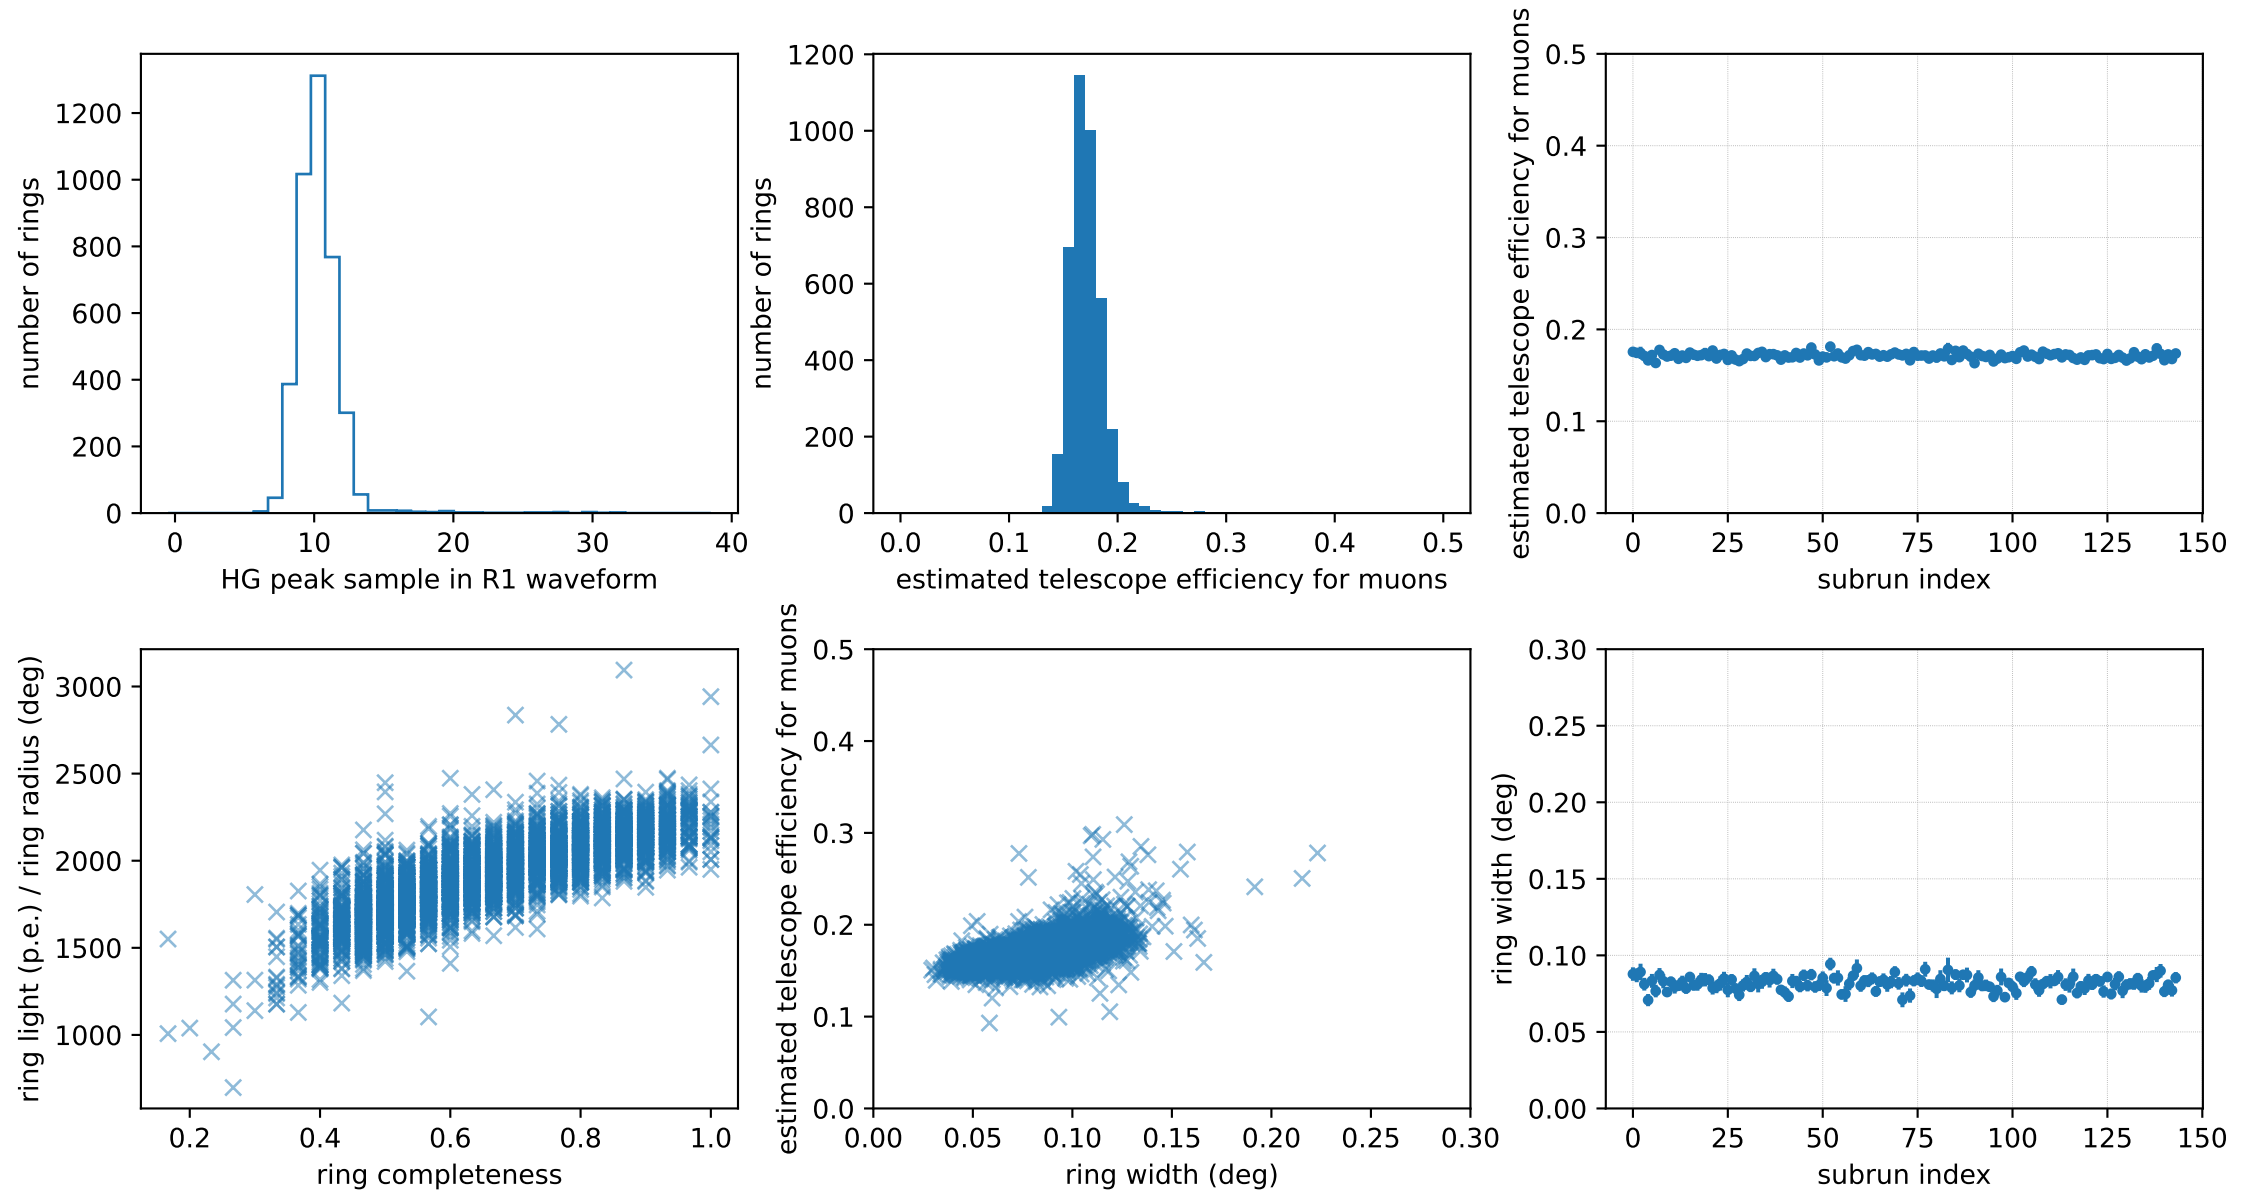 number of rings
1200
1000
800
600
400
200
0
0 10 20 30 40
HG peak sample in R1 waveform
number of rings
1200
1000
800
600
400
200
0
0.0 0.1 0.2 0.3 0.4 0.5
estimated telescope efficiency for muons
estimated telescope efficiency for muons
0.5
0.4
0.3
0.2
0.1
0.0
0 25 50 75 100 125 150
subrun index
ring light (p.e.) / ring radius (deg)
3000
2500
2000
1500
1000
0.2 0.4 0.6 0.8 1.0
ring completeness
estimated telescope efficiency for muons
0.5
0.4
0.3
0.2
0.1
0.0
0.00 0.05 0.10 0.15 0.20 0.25 0.30
ring width (deg)
ring width (deg)
0.30
0.25
0.20
0.15
0.10
0.05
0.00
0 25 50 75 100 125 150
subrun index